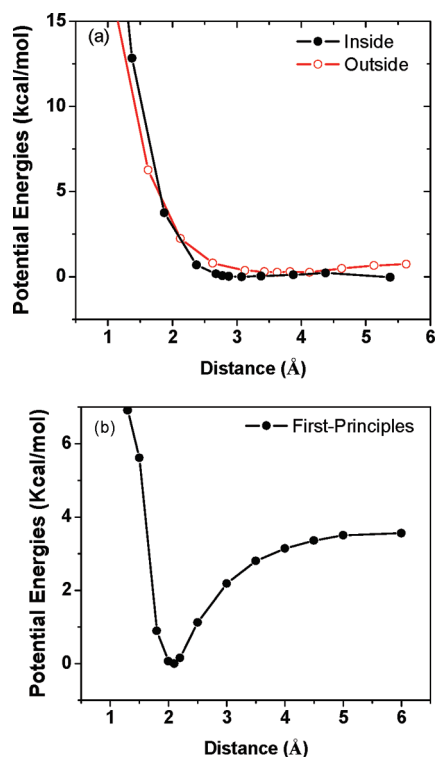 (a)
Inside
Outside
15
10
5
0
Potential Energies (kcal/mol)
1 2 3 4 5 6
Distance (Å)
(b)
First-Principles
6
4
2
0
Potential Energies (Kcal/mol)
1 2 3 4 5 6
Distance (Å)